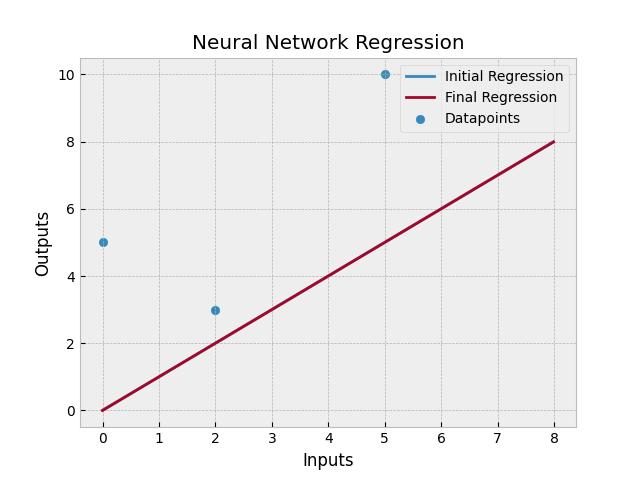 Neural Network Regression
Initial Regression
Final Regression
Datapoints
Outputs
10
8
6
4
2
0
0 1 2 3 4 5 6 7 8
Inputs